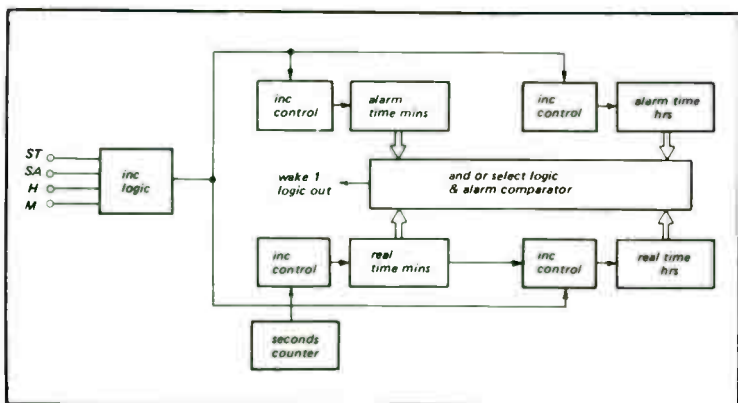 inc
control
alarm
time mins
inc
control
alarm time
hrs
ST
SA
H
M
inc
logic
wake 1
logic out
and or select logic
& alarm comparator
inc
control
real
time mins
inc
control
real time
hrs
seconds
counter